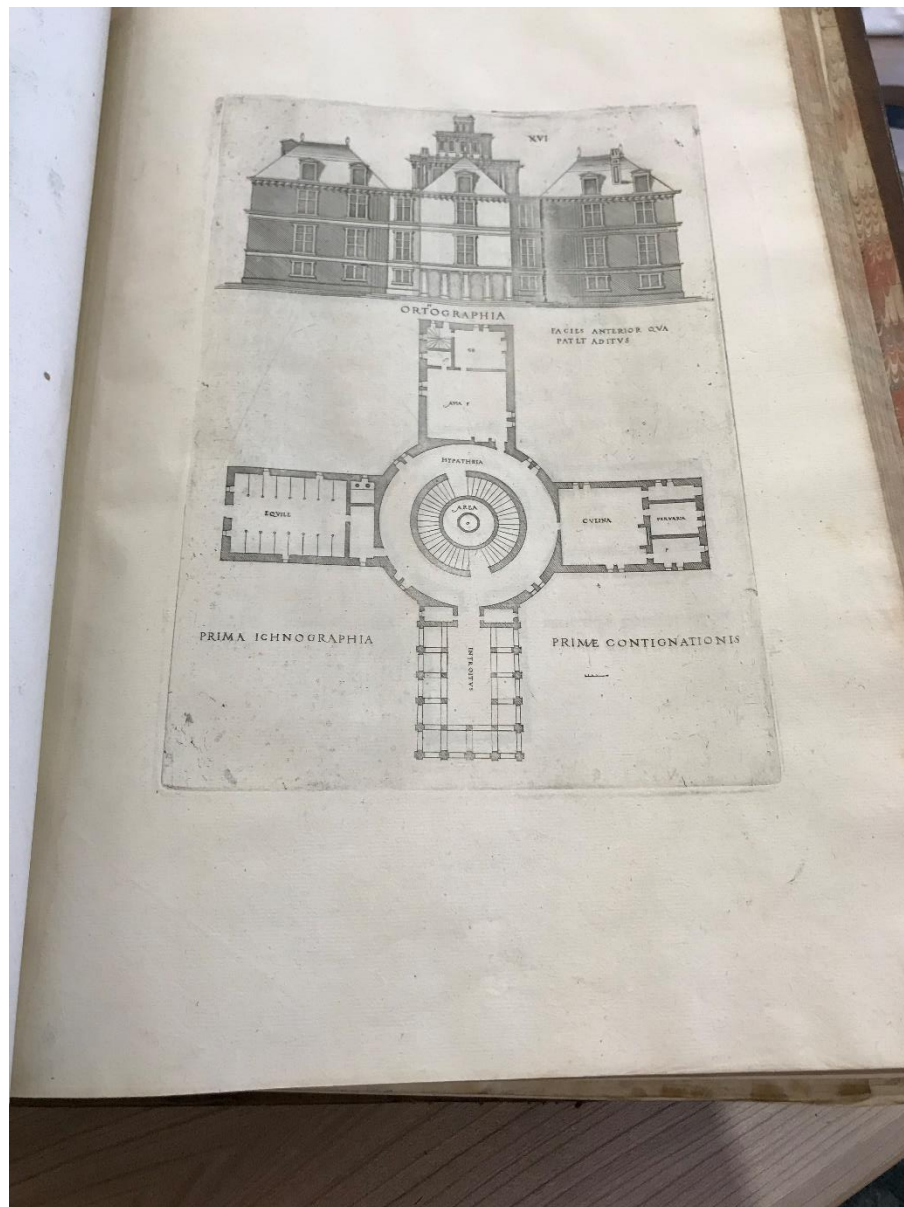 XVI
ORTOGRAPHIA
FACIES ANTERIOR QVA
PATET ADITVS
HYPATHRIA
AREA
EQVILE
CVLINA
PRIMA ICHNOGRAPHIA
PRIMÆ CONTIGNATIONIS
INTROITVS